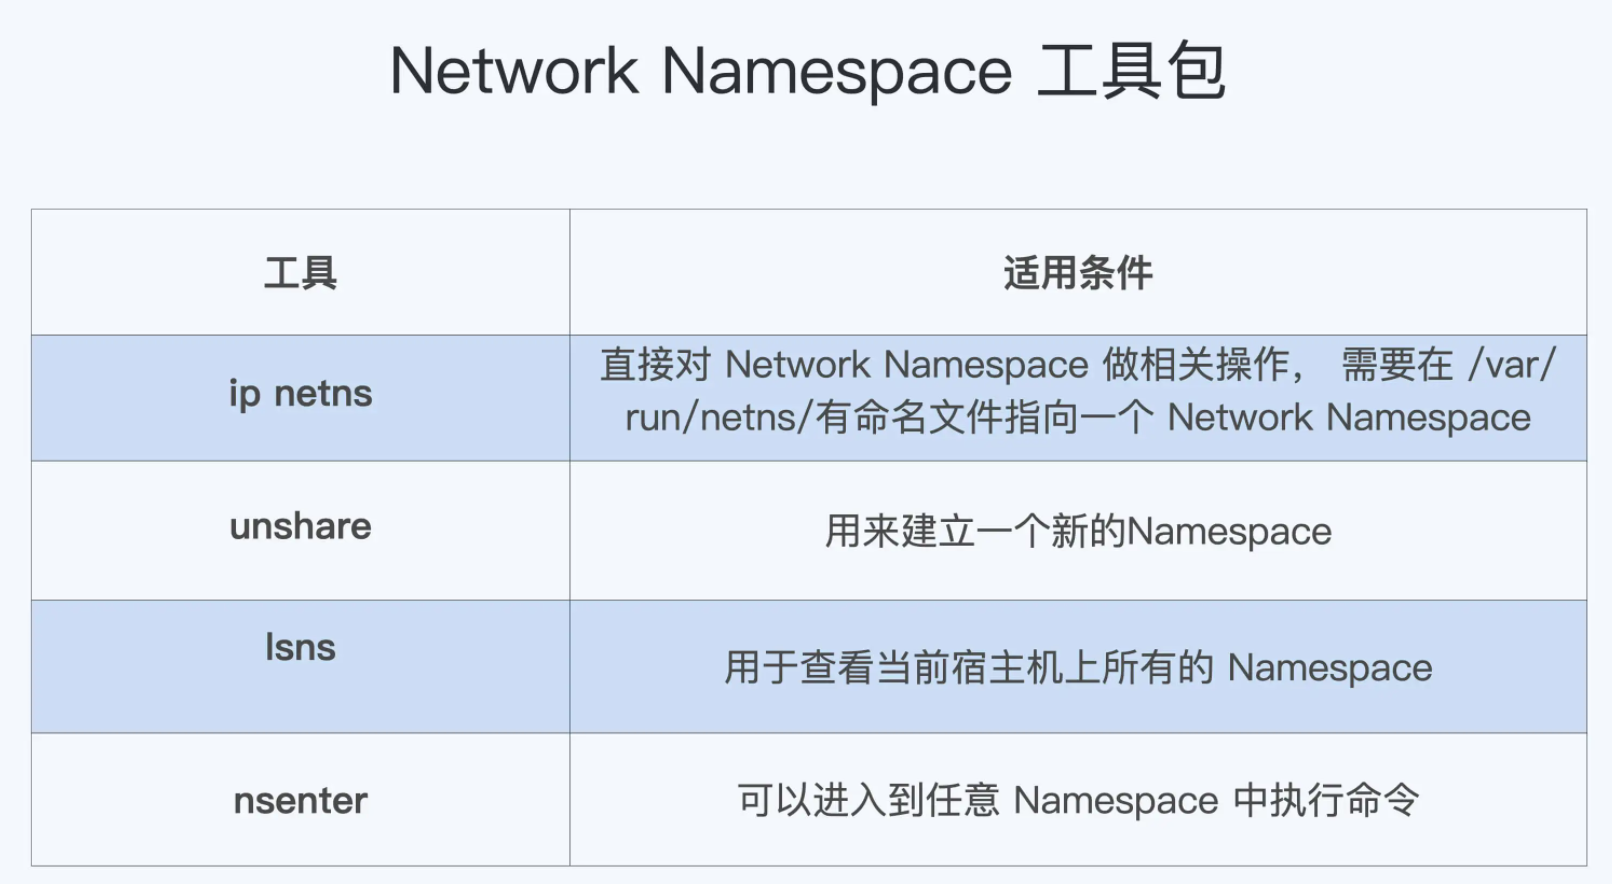 Network Namespace 工具包
工具
适用条件
ip netns
直接对 Network Namespace 做相关操作， 需要在 /var/
run/netns/有命名文件指向一个 Network Namespace
unshare
用来建立一个新的Namespace
lsns
用于查看当前宿主机上所有的 Namespace
nsenter
可以进入到任意 Namespace 中执行命令